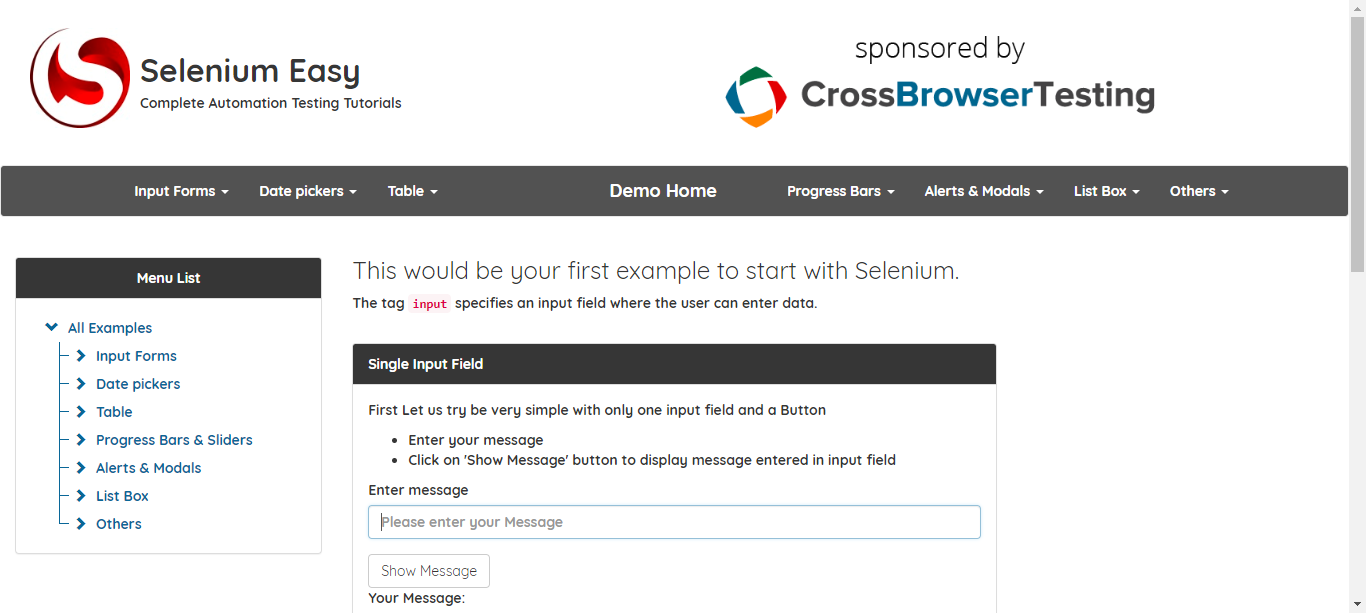 Selenium Easy
Complete Automation Testing Tutorials
sponsored by
CrossBrowserTesting
Input Forms Date pickers Table Demo Home Progress Bars Alerts & Modals List Box Others
Menu List
All Examples
Input Forms
Date pickers
Table
Progress Bars & Sliders
Alerts & Modals
List Box
Others
This would be your first example to start with Selenium.
The tag input specifies an input field where the user can enter data.
Single Input Field
First Let us try be very simple with only one input field and a Button
Enter your message
Click on 'Show Message' button to display message entered in input field
Enter message
Please enter your Message
Show Message
Your Message: